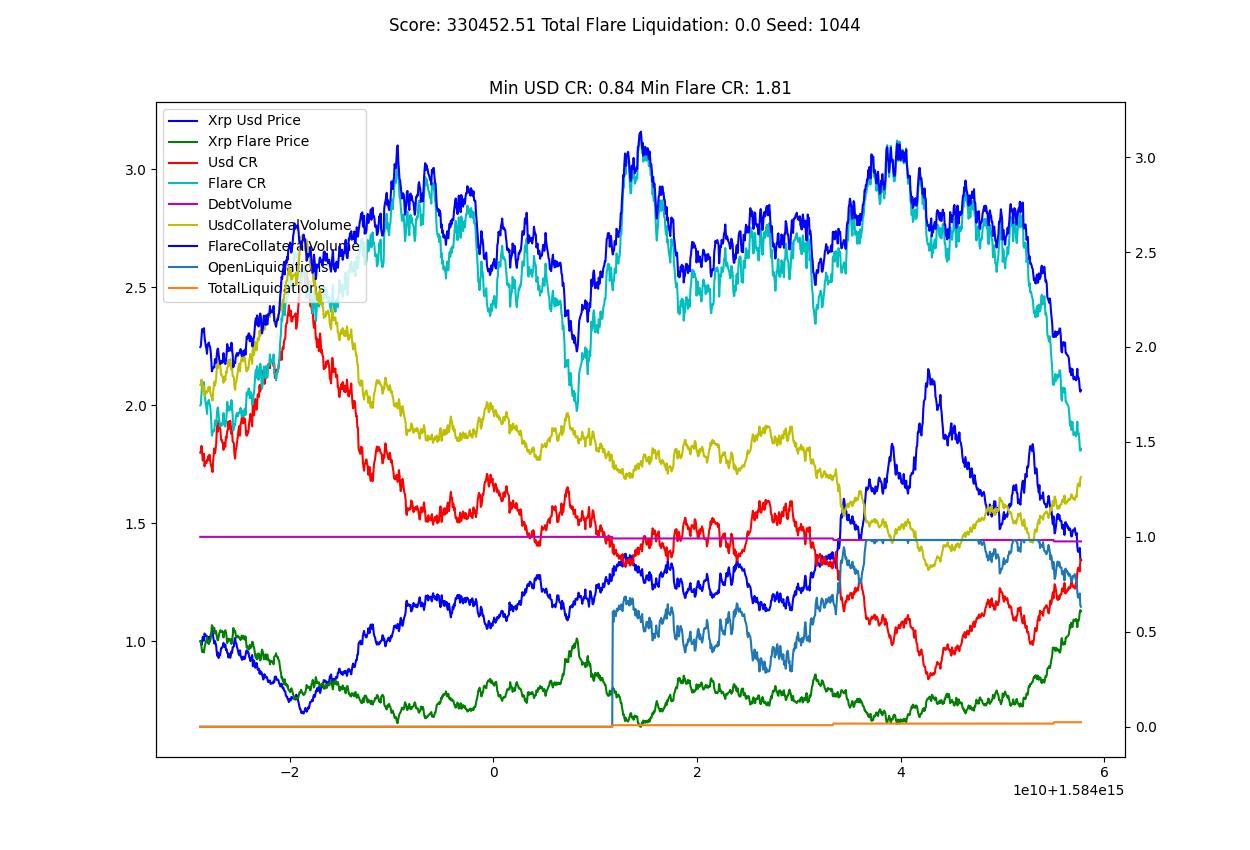 Score: 330452.51 Total Flare Liquidation: 0.0 Seed: 1044
Min USD CR: 0.84 Min Flare CR: 1.81
Xrp Usd Price
Xrp Flare Price
Usd CR
Flare CR
DebtVolume
UsdCollateralVolume
FlareCollateralVolume
OpenLiquidations
TotalLiquidations
3.0
2.5
2.0
1.5
1.0
3.0
2.5
2.0
1.5
1.0
0.5
0.0
−2 0 2 4 6
1e10+1.584e15